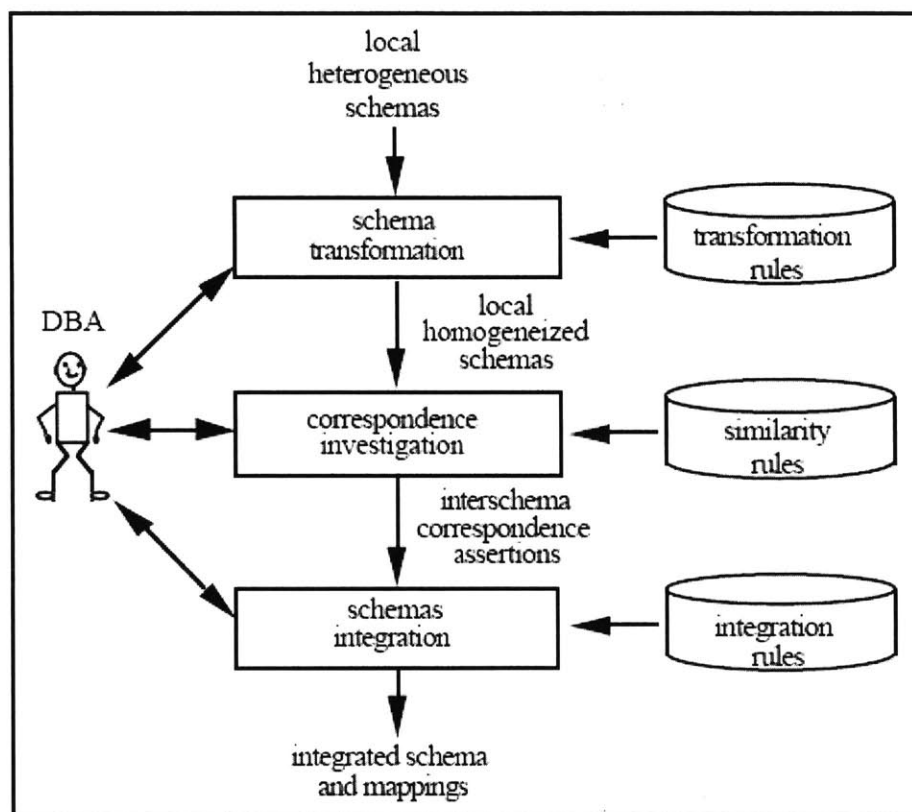 local
heterogeneous
schemas
schema
transformation
transformation
rules
local
homogeneized
schemas
DBA
correspondence
investigation
similarity
rules
interschema
correspondence
assertions
schemas
integration
integration
rules
integrated schema
and mappings